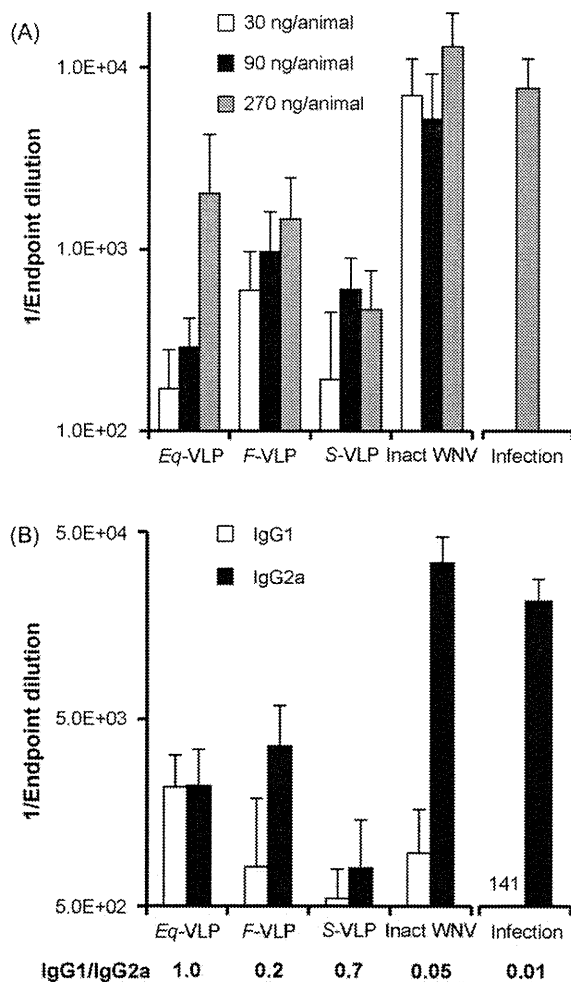 (A)
30 ng/animal
90 ng/animal
270 ng/animal
1/Endpoint dilution
1.0E+04
1.0E+03
1.0E+02
Eq-VLP F-VLP S-VLP Inact WNV Infection
(B)
IgG1
IgG2a
1/Endpoint dilution
5.0E+04
5.0E+03
5.0E+02
141
Eq-VLP F-VLP S-VLP Inact WNV Infection
IgG1/IgG2a 1.0 0.2 0.7 0.05 0.01